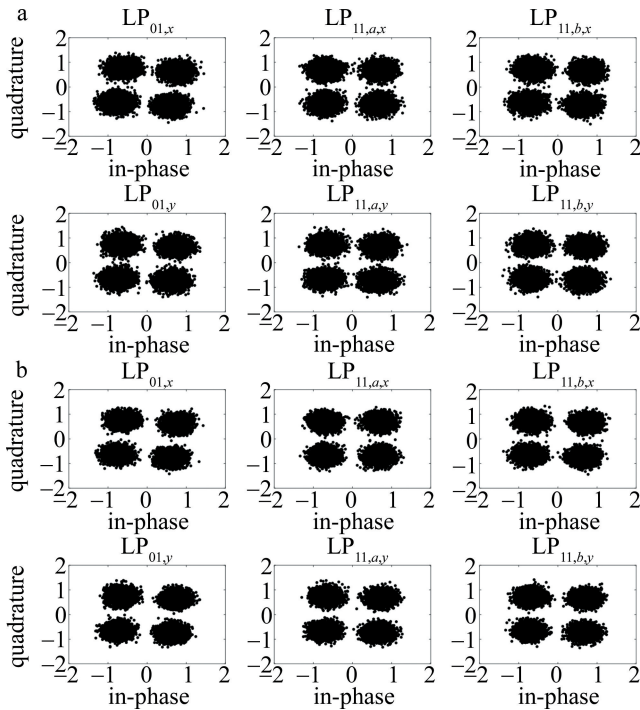 a
LP01,x LP11,a,x LP11,b,x
quadrature
2 2 2
1 1 1
0 0 0
−1 −1 −1
−2 −2 −2
−2 −1 0 1 2 −2 −1 0 1 2 −2 −1 0 1 2
in-phase in-phase in-phase
LP01,y LP11,a,y LP11,b,y
quadrature
2 2 2
1 1 1
0 0 0
−1 −1 −1
−2 −2 −2
−2 −1 0 1 2 −2 −1 0 1 2 −2 −1 0 1 2
in-phase in-phase in-phase
b
LP01,x LP11,a,x LP11,b,x
quadrature
2 2 2
1 1 1
0 0 0
−1 −1 −1
−2 −2 −2
−2 −1 0 1 2 −2 −1 0 1 2 −2 −1 0 1 2
in-phase in-phase in-phase
LP01,y LP11,a,y LP11,b,y
quadrature
2 2 2
1 1 1
0 0 0
−1 −1 −1
−2 −2 −2
−2 −1 0 1 2 −2 −1 0 1 2 −2 −1 0 1 2
in-phase in-phase in-phase